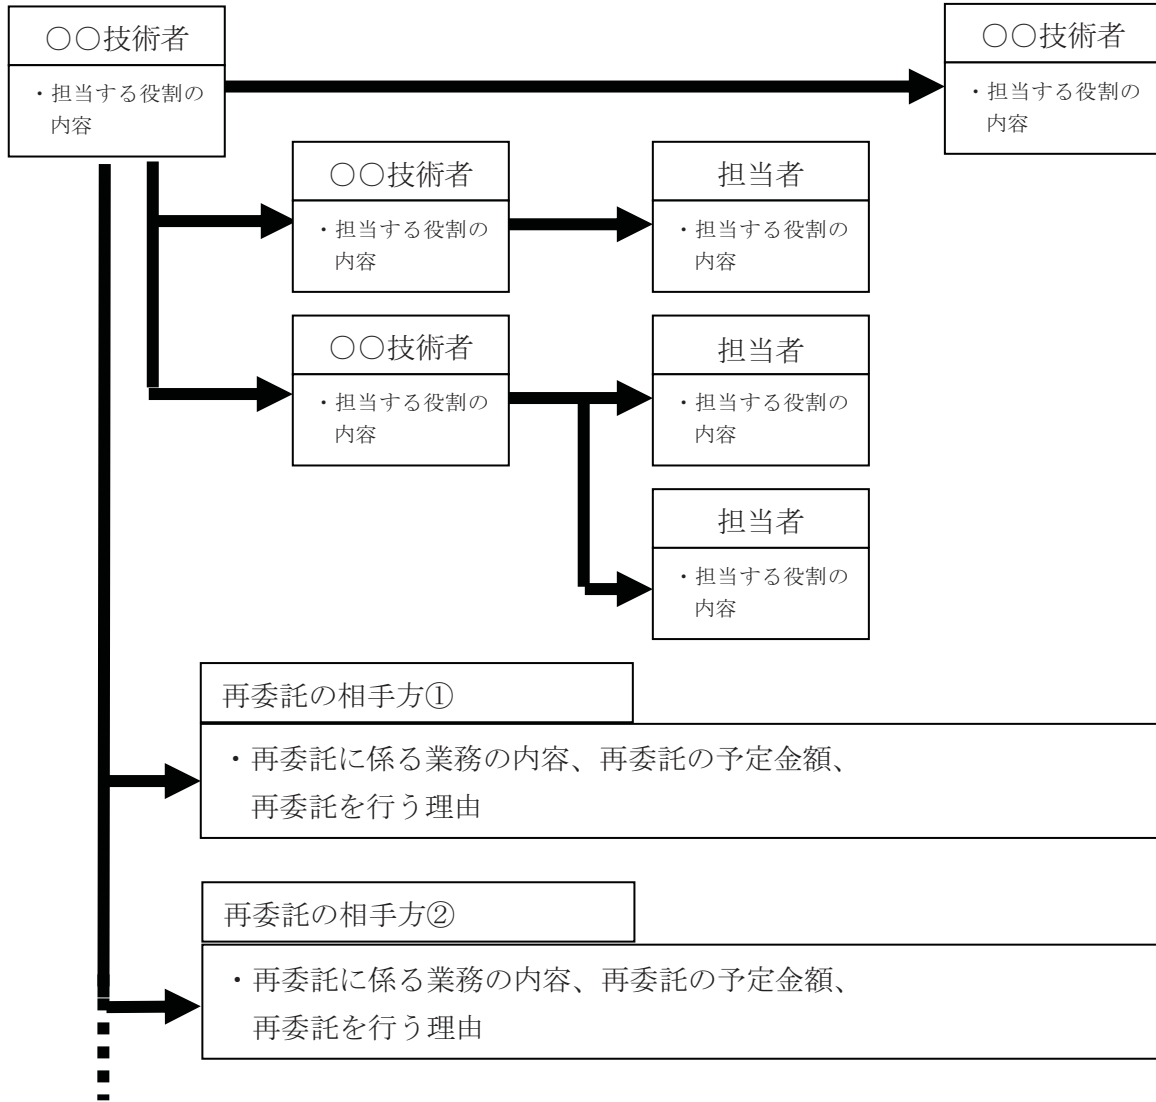 ○○技術者
・担当する役割の
内容
○○技術者
・担当する役割の
内容
○○技術者
・担当する役割の
内容
担当者
・担当する役割の
内容
○○技術者
・担当する役割の
内容
担当者
・担当する役割の
内容
担当者
・担当する役割の
内容
再委託の相手方①
・再委託に係る業務の内容、再委託の予定金額、
再委託を行う理由
再委託の相手方②
・再委託に係る業務の内容、再委託の予定金額、
再委託を行う理由